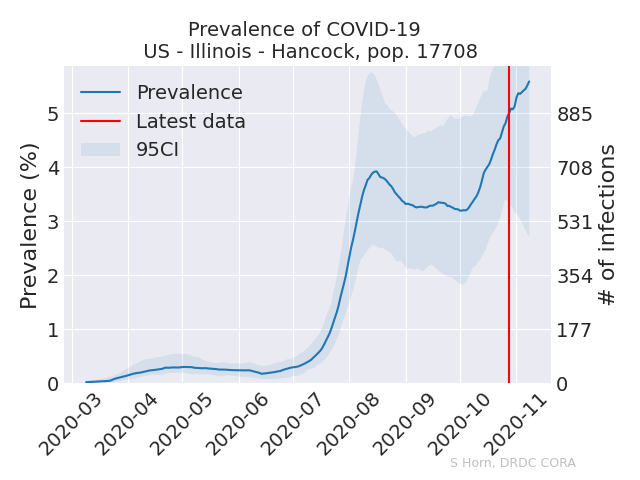 Prevalence of COVID-19
US - Illinois - Hancock, pop. 17708
Prevalence
Latest data
95CI
Prevalence (%)
5
4
3
2
1
0
885
708
531
354
177
0
# of infections
2020-03
2020-04
2020-05
2020-06
2020-07
2020-08
2020-09
2020-10
2020-11
S Horn, DRDC CORA